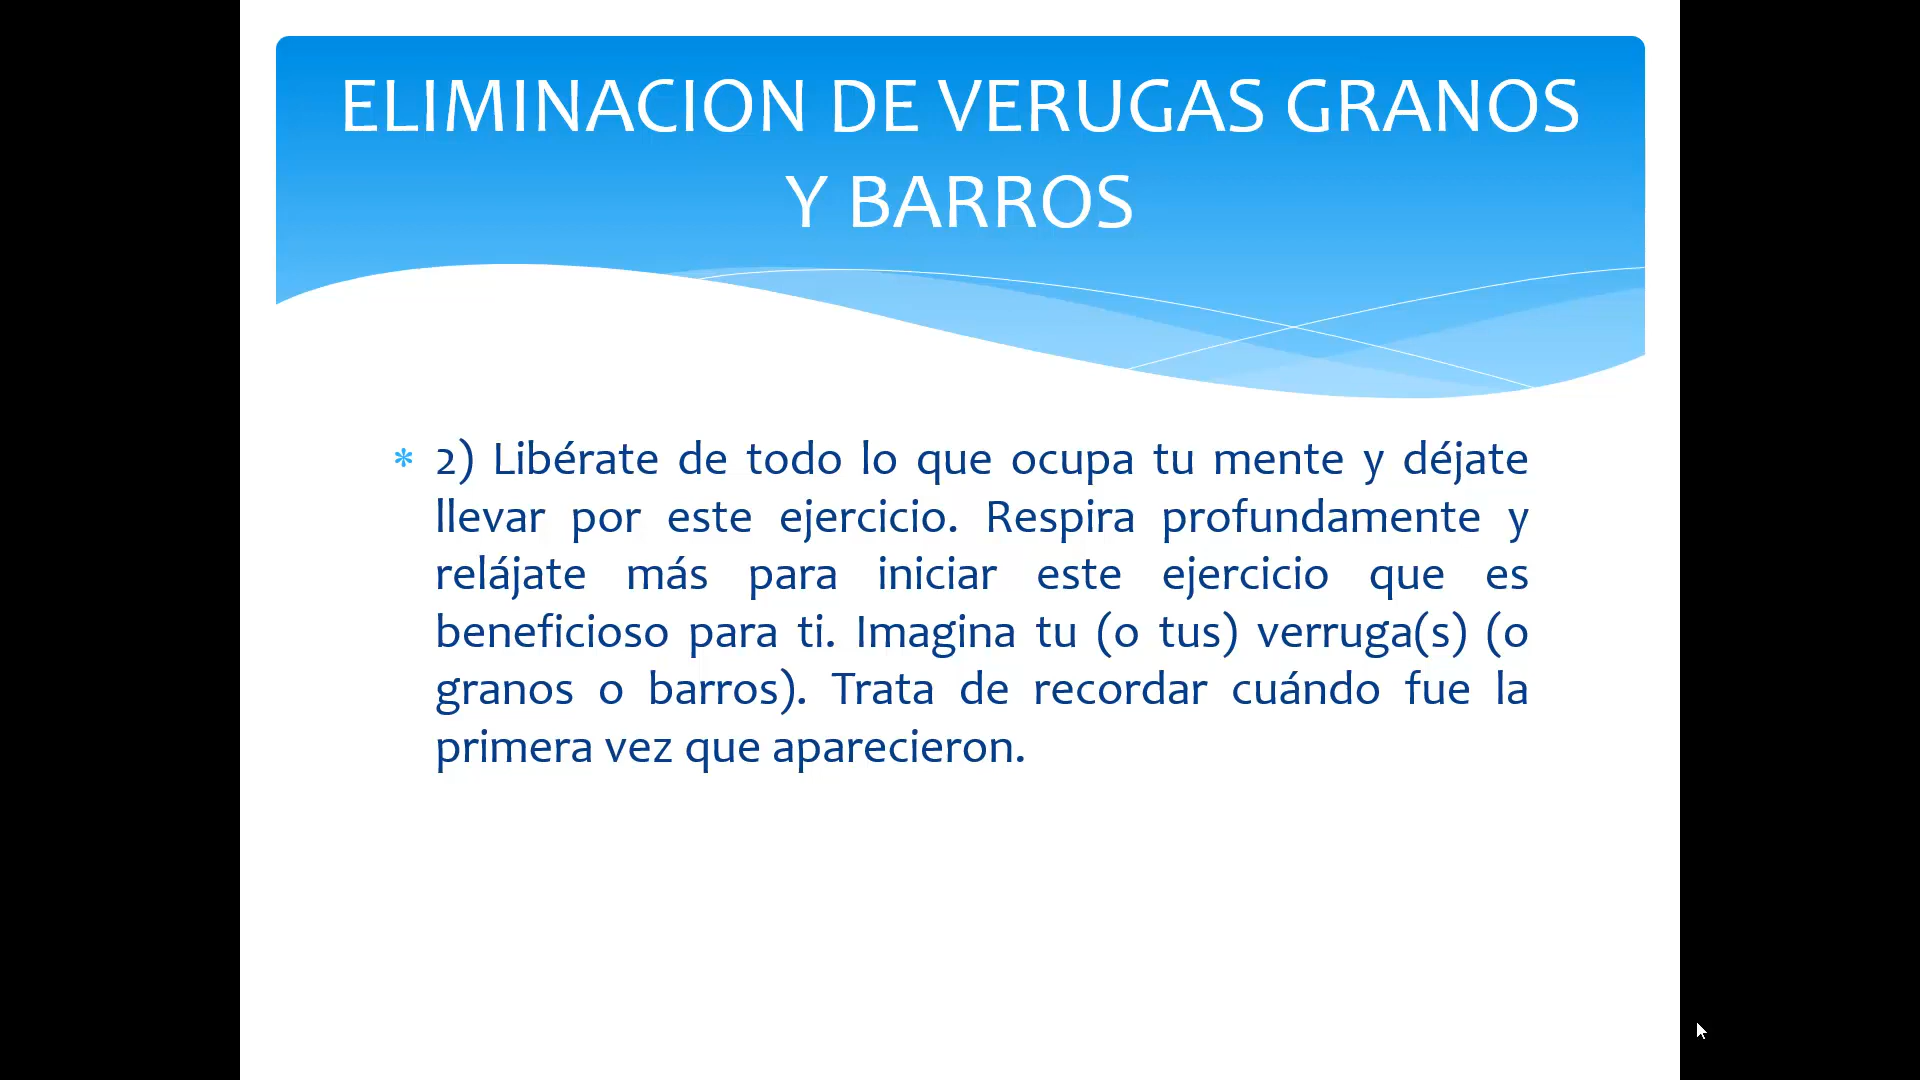 ELIMINACION DE VERUGAS GRANOS
Y BARROS
* 2) Libérate de todo lo que ocupa tu mente y déjate
llevar por este ejercicio. Respira profundamente y
relájate más para iniciar este ejercicio que es
beneficioso para ti. Imagina tu (o tus) verruga(s) (o
granos o barros). Trata de recordar cuándo fue la
primera vez que aparecieron.